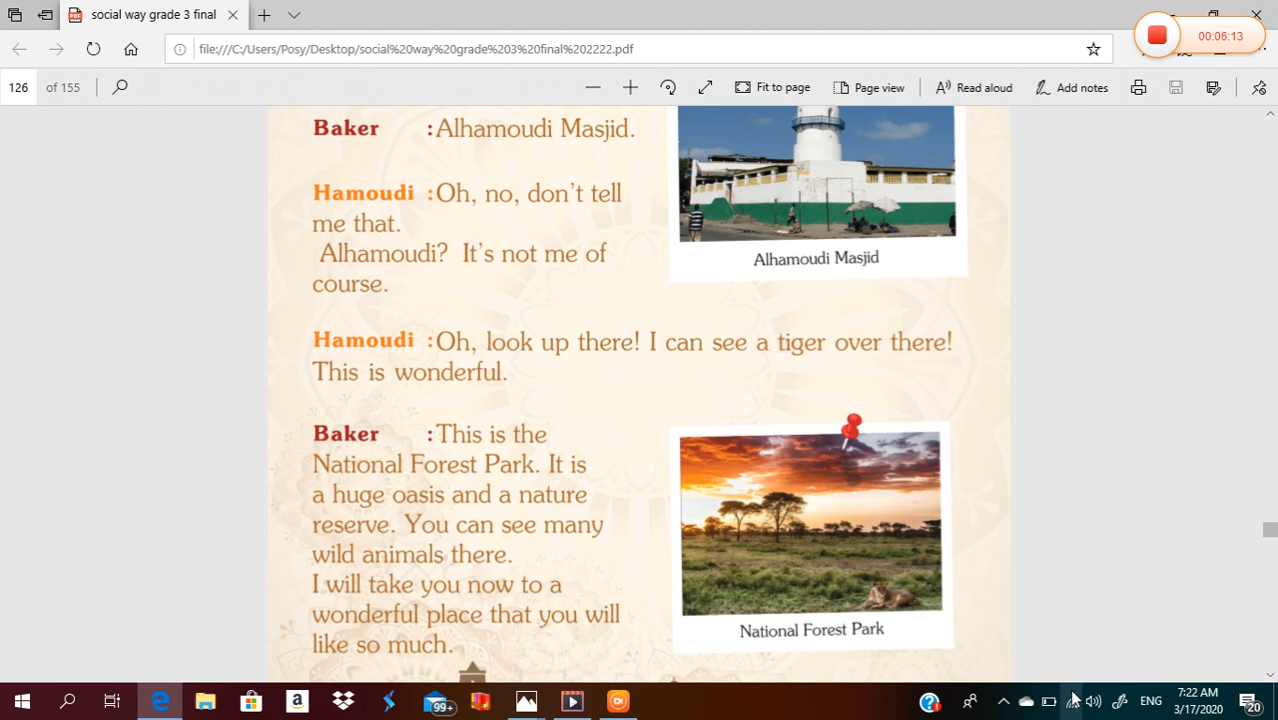 social way grade 3 final
00:06:13
file:///C:/Users/Posy/Desktop/social%20way%20grade%203%20final%202222.pdf
126 of 155
Fit to page
Page view
Read aloud
Add notes
Baker : Alhamoudi Masjid.
Hamoudi : Oh, no, don't tell
me that.
Alhamoudi? It's not me of
course.
Alhamoudi Masjid
Hamoudi : Oh, look up there! I can see a tiger over there!
This is wonderful.
Baker : This is the
National Forest Park. It is
a huge oasis and a nature
reserve. You can see many
wild animals there.
I will take you now to a
wonderful place that you will
like so much.
National Forest Park
99+
ENG
7:22 AM
3/17/2020
20